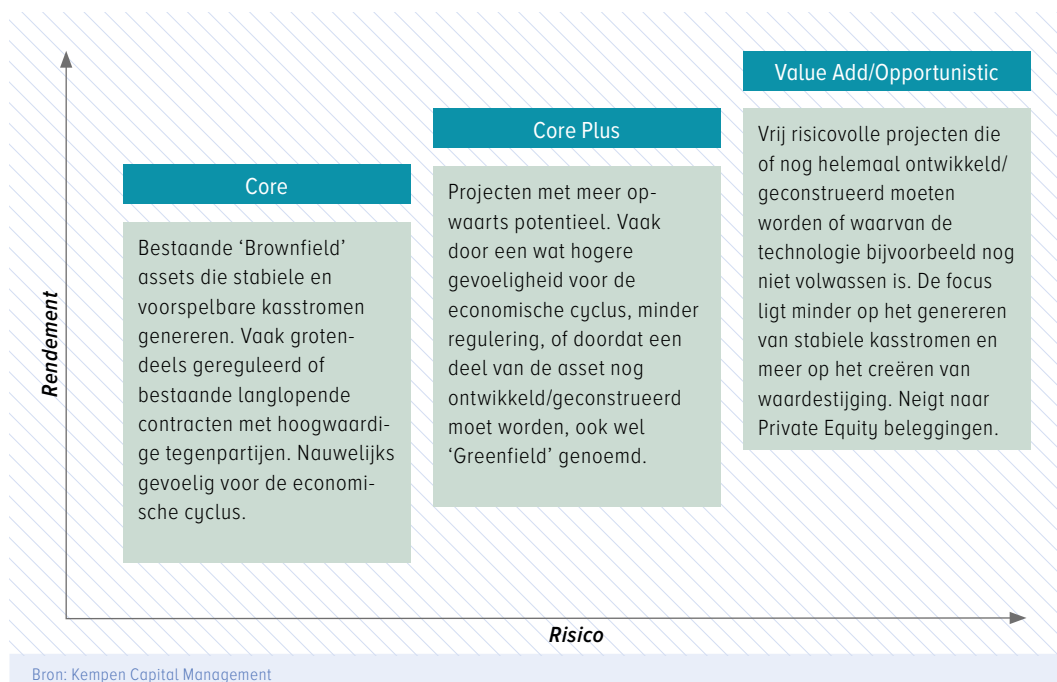 Value Add/Opportunistic
Vrij risicovolle projecten die
of nog helemaal ontwikkeld/
geconstrueerd moeten
worden of waarvan de
technologie bijvoorbeeld nog
niet volwassen is. De focus
ligt minder op het genereren
van stabiele kasstromen en
meer op het creëren van
waardestijging. Neigt naar
Private Equity beleggingen.
Core Plus
Projecten met meer op-
waarts potentieel. Vaak
door een wat hogere
gevoeligheid voor de
economische cyclus, minder
regulering, of doordat een
deel van de asset nog
ontwikkeld/geconstrueerd
moet worden, ook wel
‘Greenfield’ genoemd.
Core
Bestaande ‘Brownfield’
assets die stabiele en
voorspelbare kasstromen
genereren. Vaak groten-
deels gereguleerd of
bestaande langlopende
contracten met hoogwaardi-
ge tegenpartijen. Nauwelijks
gevoelig voor de economi-
sche cyclus.
Rendement
Risico
Bron: Kempen Capital Management